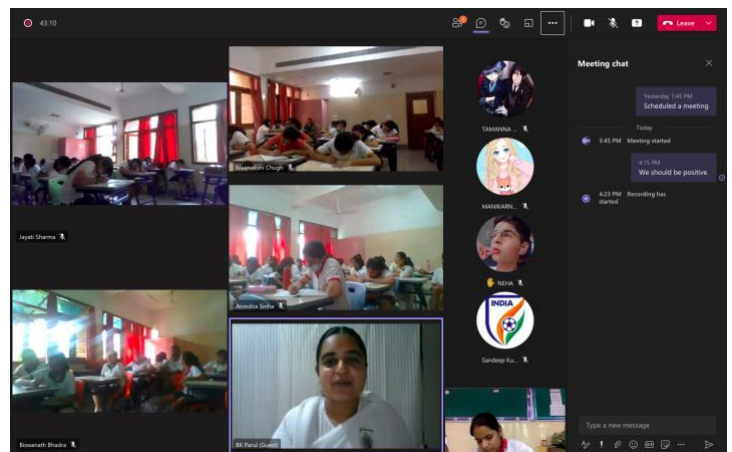 43:10
Leave
Jayati Sharma
Meenakshi Chugh
Anindita Sinha
Biswanath Bhadra
BK Parul (Guest)
TAMANNA ...
MANIKARN...
NEHA
INDIA
Sandeep Ku...
Meeting chat
Yesterday 7:45 PM
Scheduled a meeting
Today
3:45 PM Meeting started
4:15 PM
We should be positive.
4:23 PM Recording has
started
Type a new message